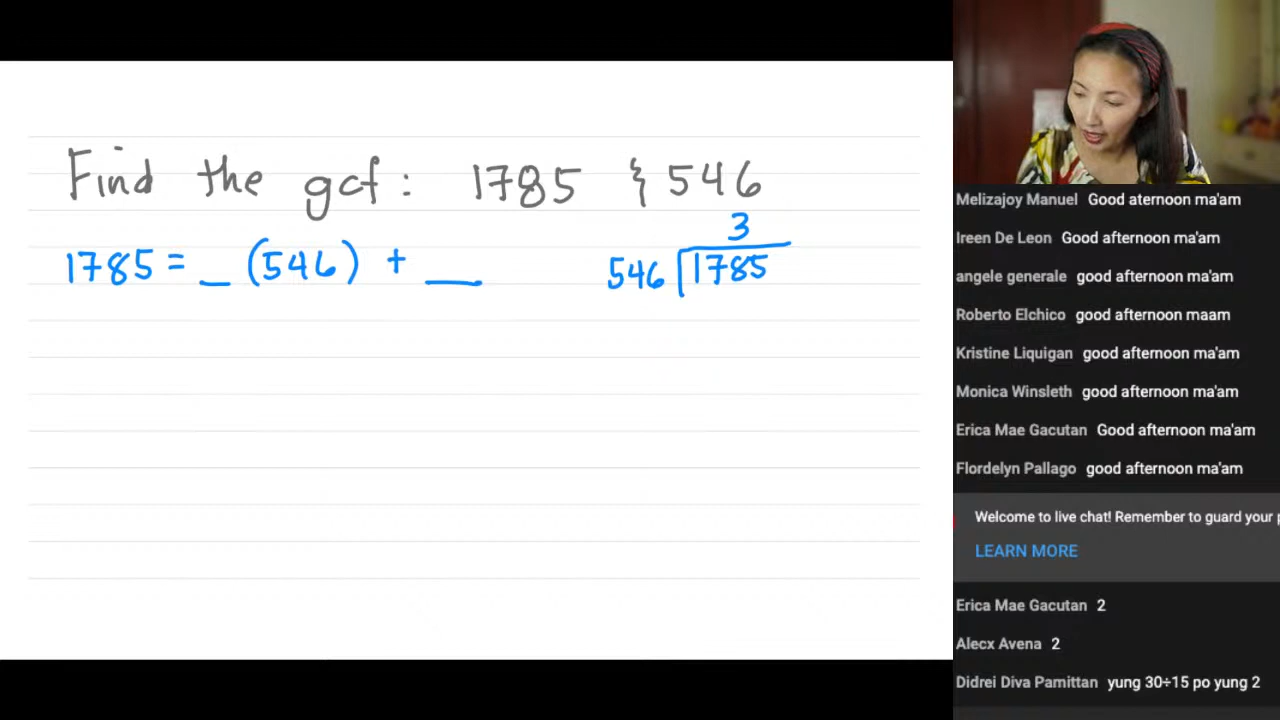 Find the gcf: 1785 & 546
1785 = _ (546) + __
3
546 1785
Melizajoy Manuel Good aternoon ma'am
Ireen De Leon Good afternoon ma'am
angele generale good afternoon ma'am
Roberto Elchico good afternoon maam
Kristine Liquigan good afternoon ma'am
Monica Winsleth good afternoon ma'am
Erica Mae Gacutan Good afternoon ma'am
Flordelyn Pallago good afternoon ma'am
Welcome to live chat! Remember to guard your p
LEARN MORE
Erica Mae Gacutan 2
Alecx Avena 2
Didrei Diva Pamittan yung 30÷15 po yung 2